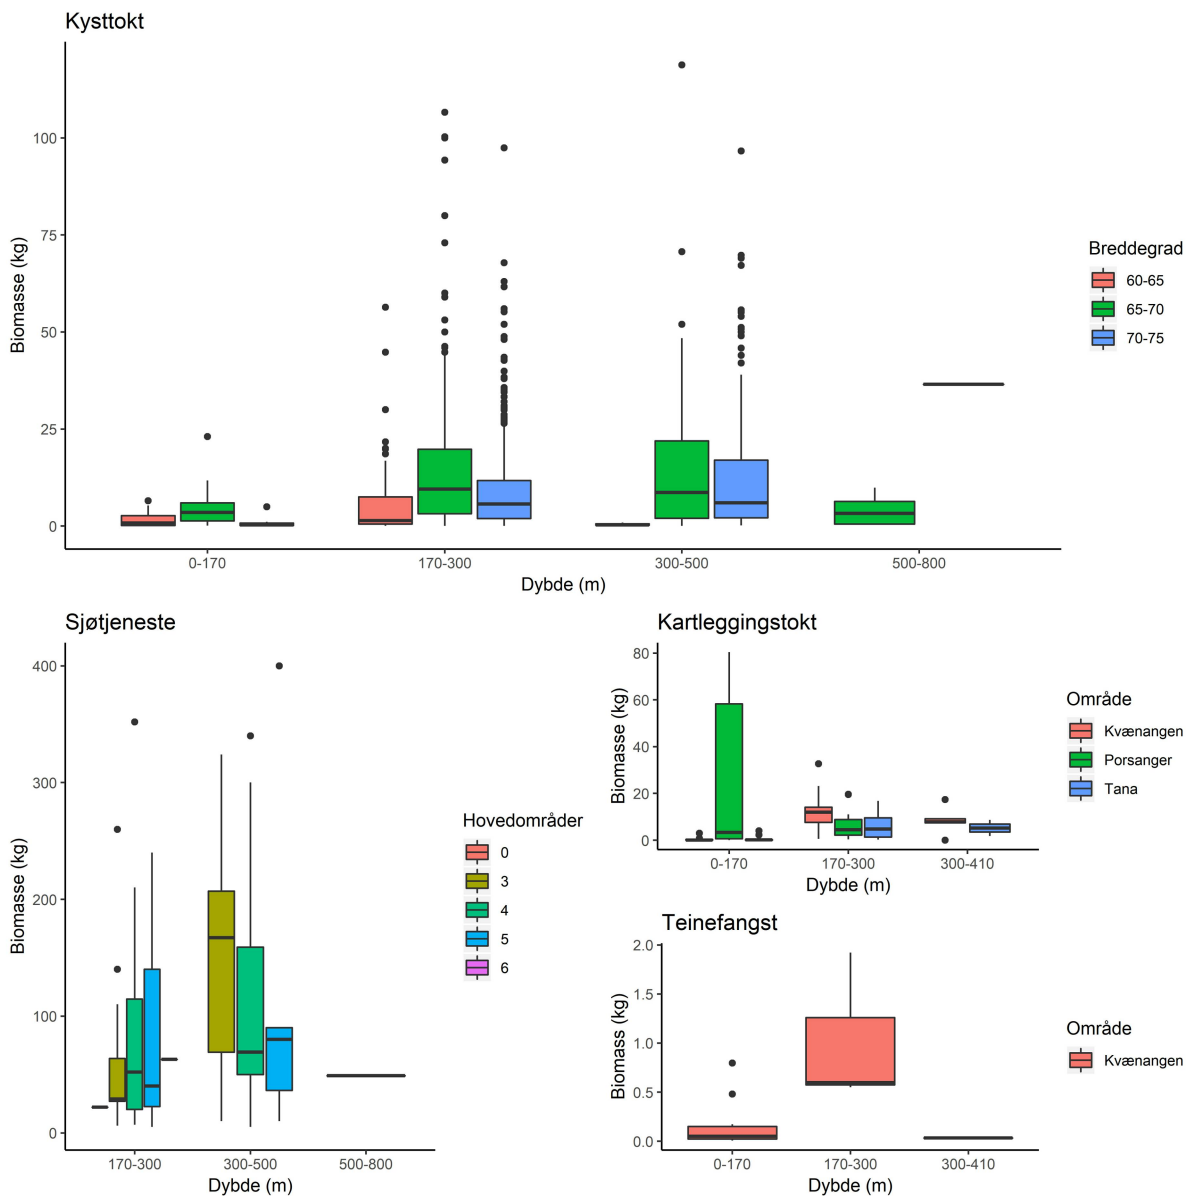 Kysttokt
Biomasse (kg)
100
75
50
25
0
0-170
170-300
300-500
500-800
Dybde (m)
Breddegrad
60-65
65-70
70-75
Sjøtjeneste
Biomasse (kg)
400
300
200
100
0
170-300
300-500
500-800
Dybde (m)
Hovedområder
0
3
4
5
6
Kartleggingstokt
Biomasse (kg)
80
60
40
20
0
0-170
170-300
300-410
Dybde (m)
Område
Kvænangen
Porsanger
Tana
Teinefangst
Biomass (kg)
2.0
1.5
1.0
0.5
0.0
0-170
170-300
300-410
Dybde (m)
Område
Kvænangen